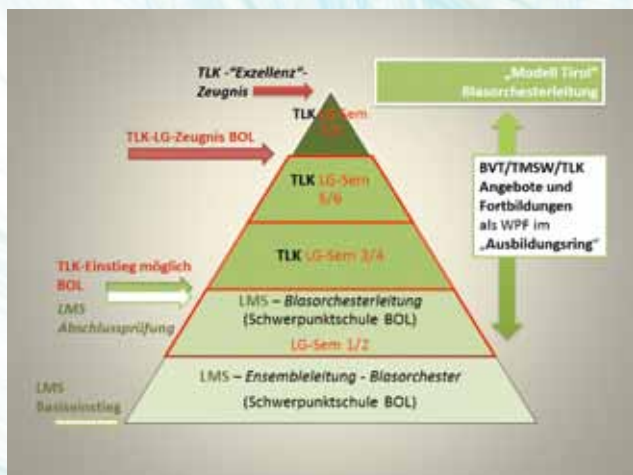 TLK -"Exzellenz"-
Zeugnis
„Modell Tirol"
Blasorchesterleitung
TLK LG-Sem
TLK-LG-Zeugnis BOL
TLK LG-Sem
5/6
BVT/TMSW/TLK
Angebote und
Fortbildungen
als WPF im
„Ausbildungsring"
TLK LG-Sem 3/4
TLK-Einstieg möglich
BOL
LMS
Abschlussprüfung
LMS – Blasorchesterleitung
(Schwerpunktschule BOL)
LG-Sem 1/2
LMS
Basiseinstieg
LMS – Ensembleleitung - Blasorchester
(Schwerpunktschule BOL)